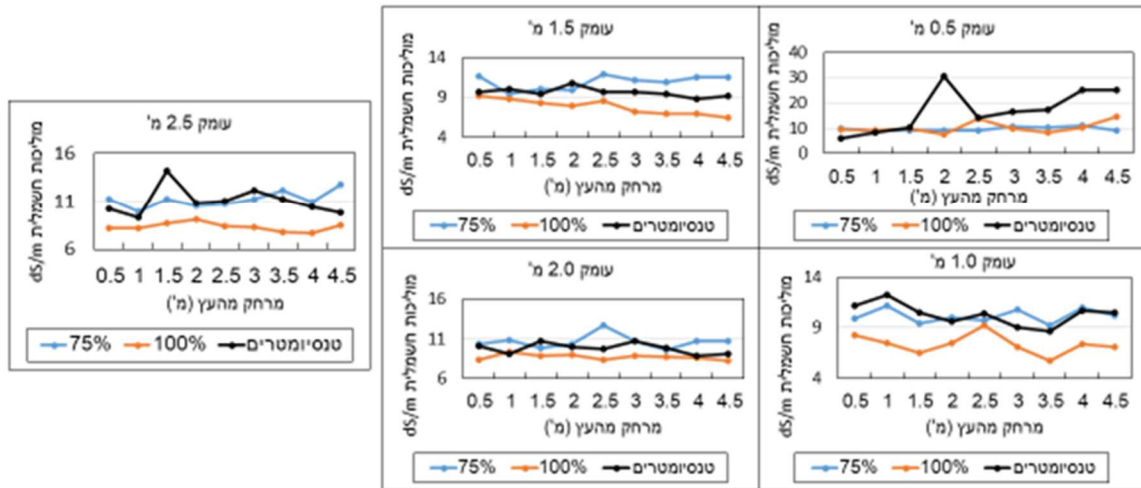 עומק 0.5 מ'
מוליכות חשמלית dS/m
40
30
20
10
0
0.5 1 1.5 2 2.5 3 3.5 4 4.5
מרחק מהעץ (מ')
75% 100% טנסיומטרים
עומק 1.5 מ'
מוליכות חשמלית dS/m
14
9
4
0.5 1 1.5 2 2.5 3 3.5 4 4.5
מרחק מהעץ (מ')
75% 100% טנסיומטרים
עומק 1.0 מ'
מוליכות חשמלית dS/m
14
9
4
0.5 1 1.5 2 2.5 3 3.5 4 4.5
מרחק מהעץ (מ')
75% 100% טנסיומטרים
עומק 2.0 מ'
מוליכות חשמלית dS/m
16
11
6
0.5 1 1.5 2 2.5 3 3.5 4 4.5
מרחק מהעץ (מ')
75% 100% טנסיומטרים
עומק 2.5 מ'
מוליכות חשמלית dS/m
16
11
6
0.5 1 1.5 2 2.5 3 3.5 4 4.5
מרחק מהעץ (מ')
75% 100% טנסיומטרים